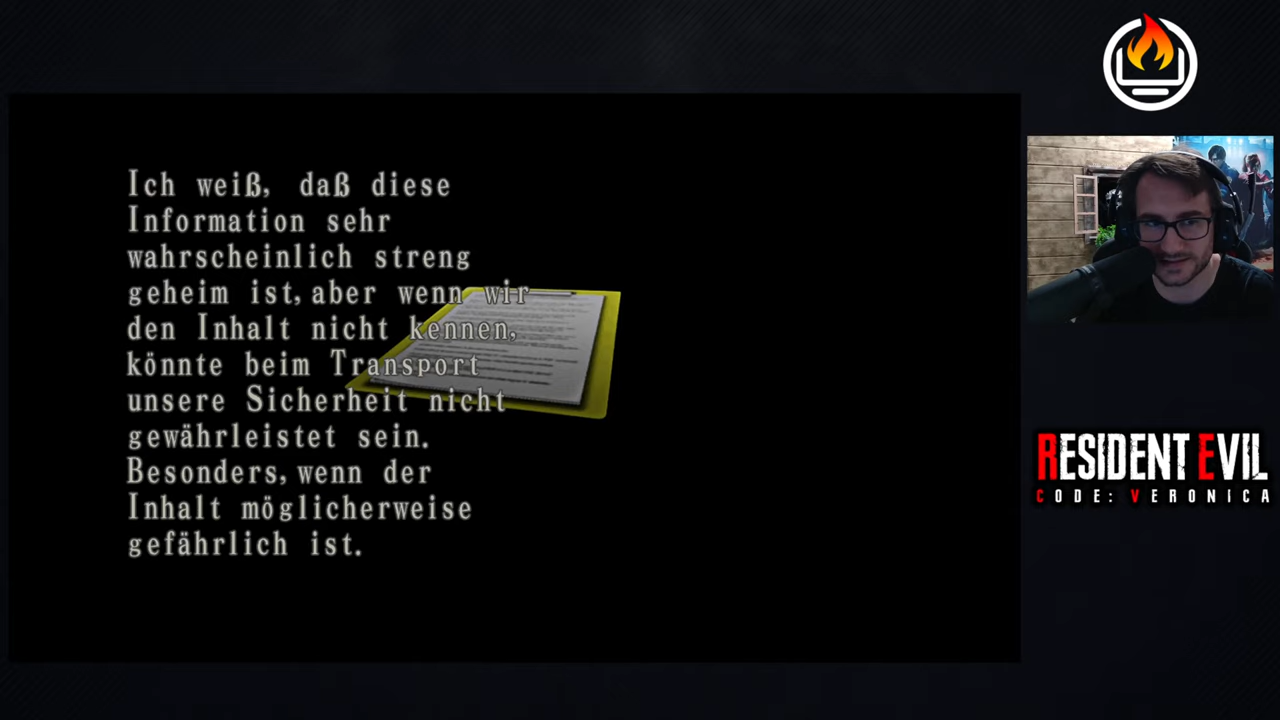 Ich weiß, daß diese
Information sehr
wahrscheinlich streng
geheim ist, aber wenn wir
den Inhalt nicht kennen,
könnte beim Transport
unsere Sicherheit nicht
gewährleistet sein.
Besonders, wenn der
Inhalt möglicherweise
gefährlich ist.
RESIDENT EVIL
CODE: VERONICA